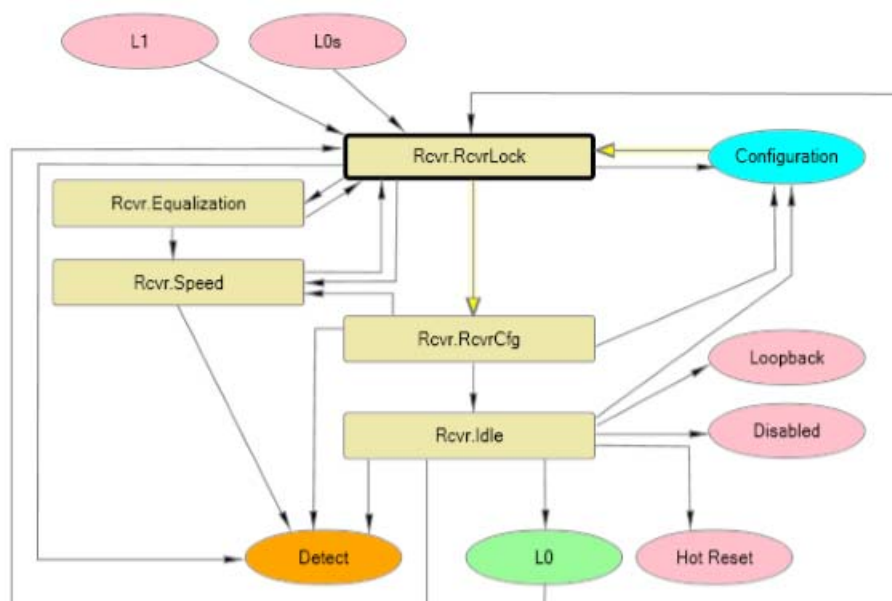 L1
L0s
Rcvr.RcvrLock
Configuration
Rcvr.Equalization
Rcvr.Speed
Rcvr.RcvrCfg
Loopback
Rcvr.Idle
Disabled
Detect
L0
Hot Reset